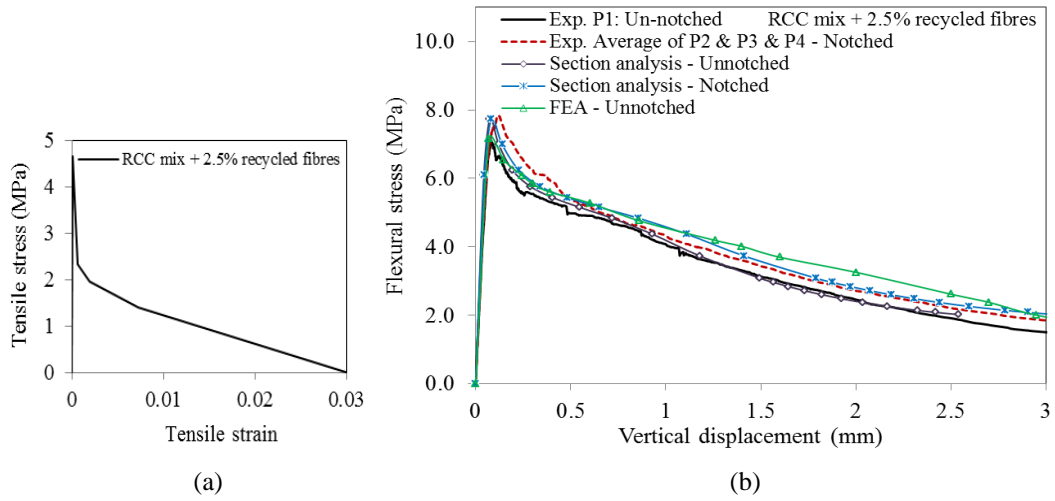 5
4
3
2
1
0
Tensile stress (MPa)
RCC mix + 2.5% recycled fibres
0
0.01
0.02
0.03
Tensile strain
(a)
10.0
8.0
6.0
4.0
2.0
0.0
Flexural stress (MPa)
Exp. P1: Un-notched RCC mix + 2.5% recycled fibres
Exp. Average of P2 & P3 & P4 - Notched
Section analysis - Unnotched
Section analysis - Notched
FEA - Unnotched
0
0.5
1
1.5
2
2.5
3
Vertical displacement (mm)
(b)